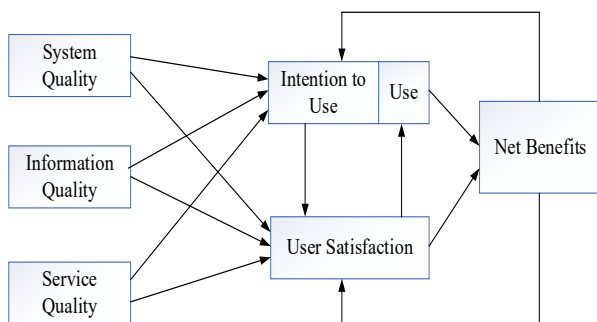 System
Quality
Information
Quality
Service
Quality
Intention to
Use
Use
User Satisfaction
Net Benefits